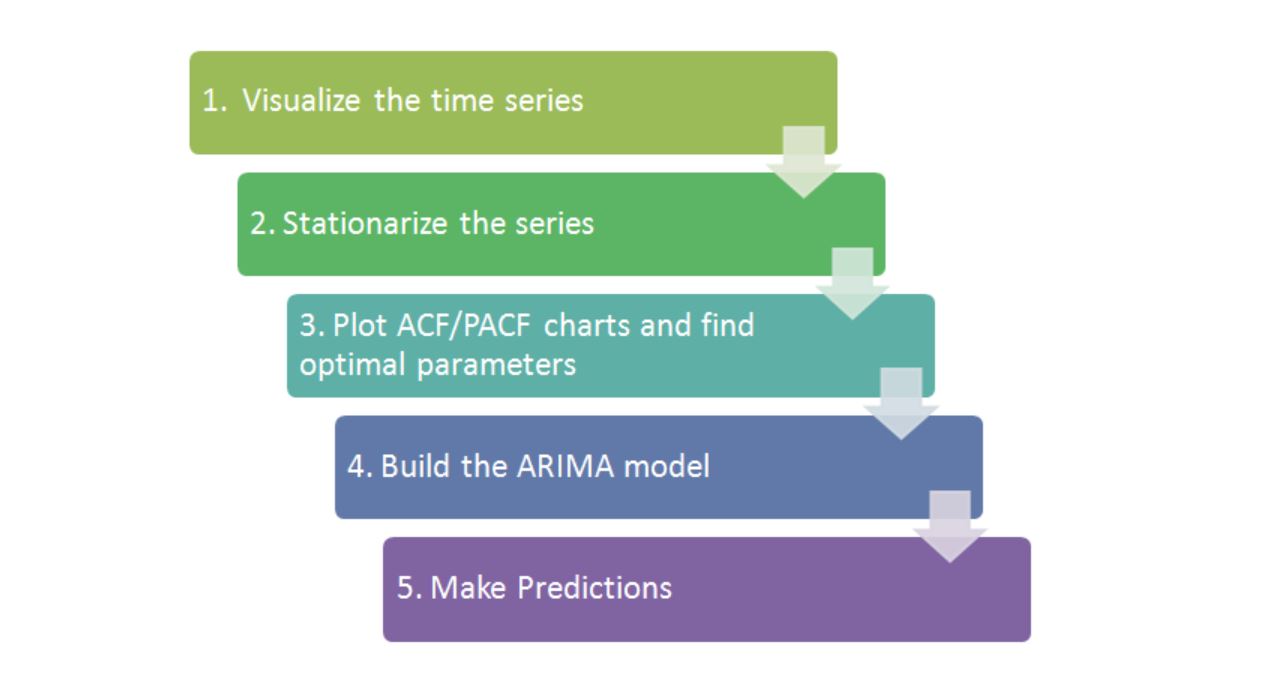 1. Visualize the time series
2. Stationarize the series
3. Plot ACF/PACF charts and find
optimal parameters
4. Build the ARIMA model
5. Make Predictions